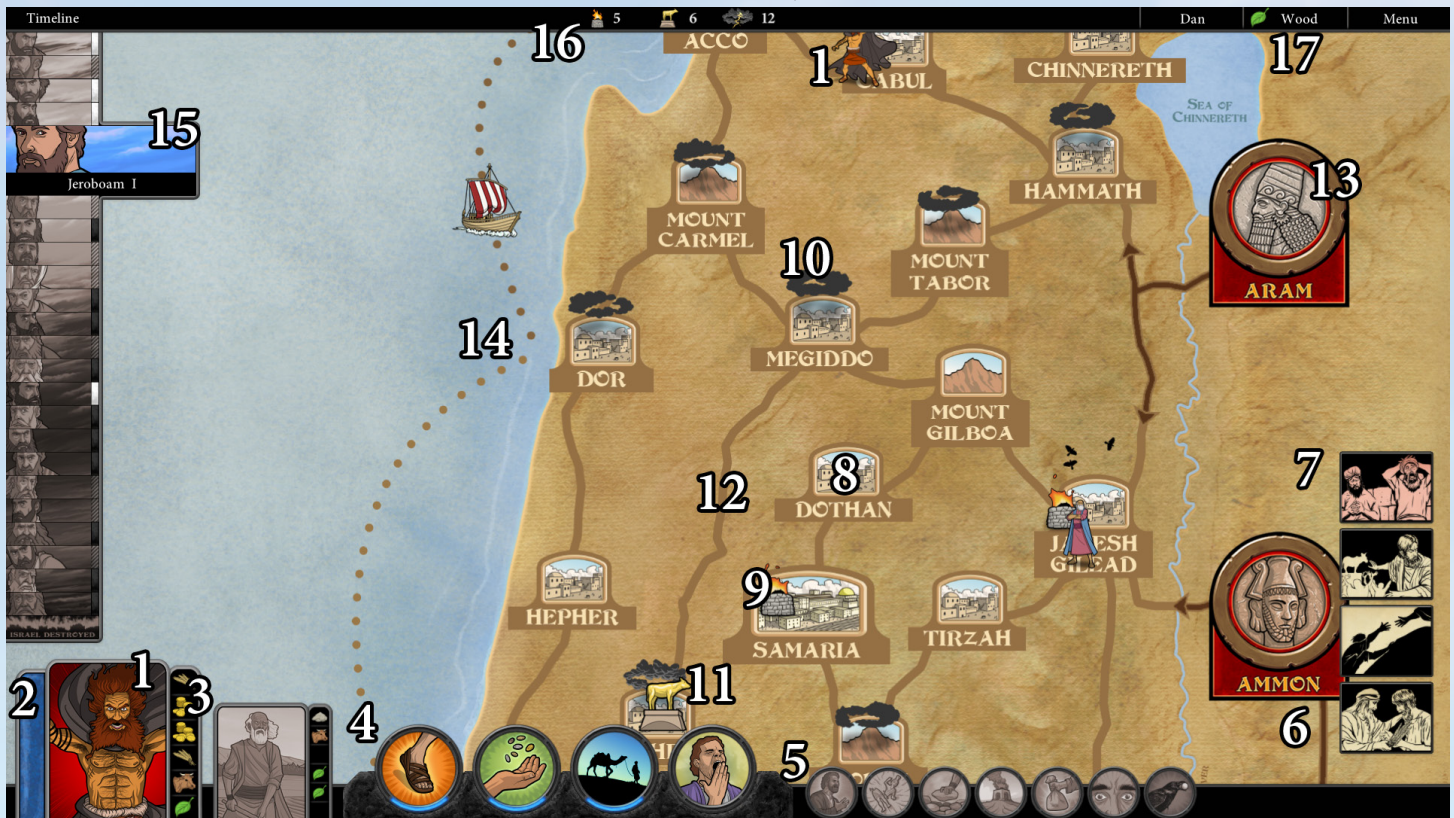 Timeline
5
6
12
Dan
Wood
Menu
16
ACCO
1
CABUL
CHINNERETH
17
SEA OF
CHINNERETH
15
Jeroboam I
HAMMATH
13
MOUNT
CARMEL
10
MOUNT
TABOR
ARAM
14
MEGIDDO
DOR
MOUNT
GILBOA
7
12
8
DOTHAN
9
HEPHER
SAMARIA
TIRZAH
ISRAEL DESTROYED
GILEAD
AMMON
1
2
3
11
4
5
6